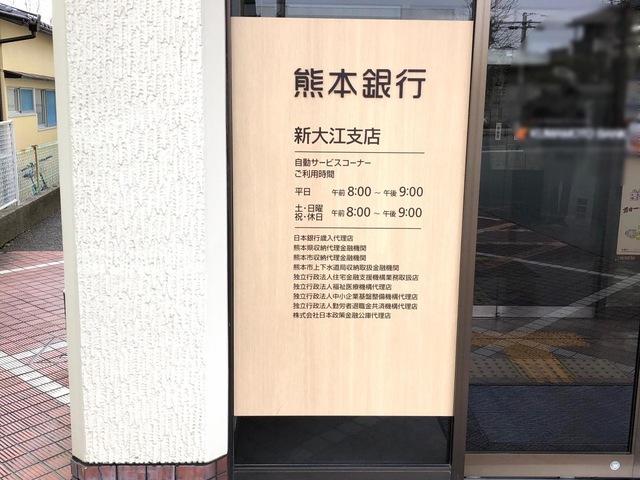 熊本銀行
新大江支店
自動サービスコーナー
ご利用時間
平日 午前 8:00 ～ 午後 9:00
土・日曜
祝・休日 午前 8:00 ～ 午後 9:00
日本銀行歳入代理店
熊本県収納代理金融機関
熊本市収納代理金融機関
熊本市上下水道局収納取扱金融機関
独立行政法人住宅金融支援機構業務取扱店
独立行政法人福祉医療機構代理店
独立行政法人中小企業基盤整備機構代理店
独立行政法人勤労者退職金共済機構代理店
株式会社日本政策金融公庫代理店